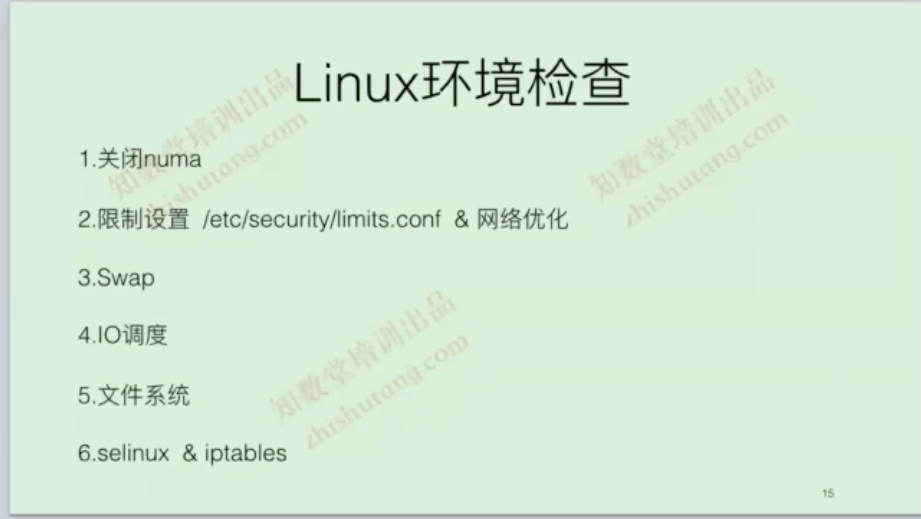 Linux环境检查
1.关闭numa
2.限制设置 /etc/security/limits.conf & 网络优化
3.Swap
4.IO调度
5.文件系统
6.selinux & iptables
知数堂培训出品
zhishutang.com
知数堂培训出品
zhishutang.com
知数堂培训出品
zhishutang.com
15